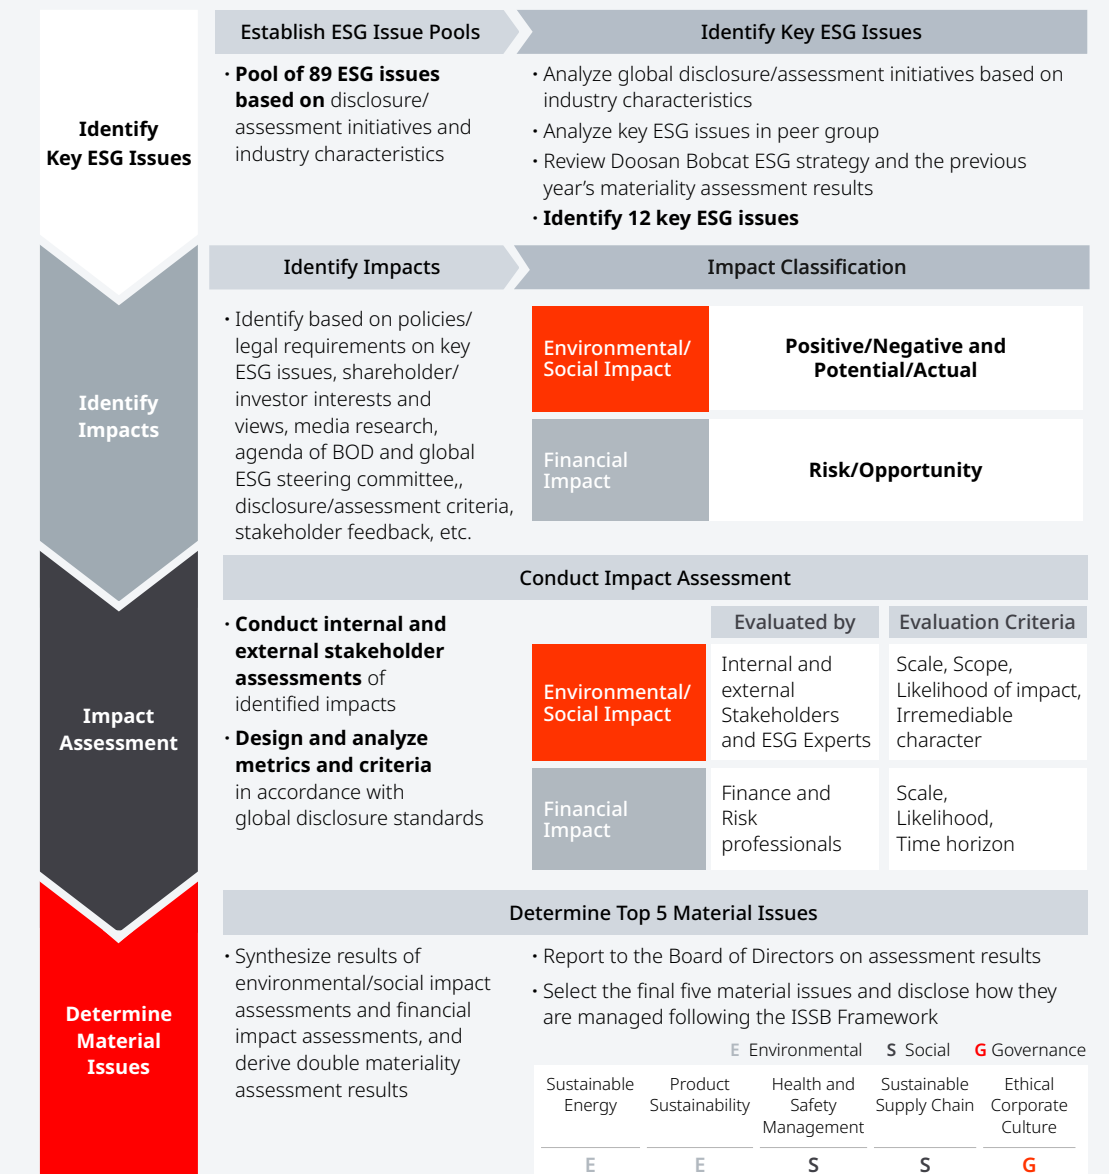 Identify
Key ESG Issues
Establish ESG Issue Pools
Identify Key ESG Issues
· Pool of 89 ESG issues
based on disclosure/
assessment initiatives and
industry characteristics
· Analyze global disclosure/assessment initiatives based on
industry characteristics
· Analyze key ESG issues in peer group
· Review Doosan Bobcat ESG strategy and the previous
year’s materiality assessment results
· Identify 12 key ESG issues
Identify
Impacts
Identify Impacts
Impact Classification
· Identify based on policies/
legal requirements on key
ESG issues, shareholder/
investor interests and
views, media research,
agenda of BOD and global
ESG steering committee,,
disclosure/assessment criteria,
stakeholder feedback, etc.
Environmental/
Social Impact
Positive/Negative and
Potential/Actual
Financial
Impact
Risk/Opportunity
Impact
Assessment
Conduct Impact Assessment
· Conduct internal and
external stakeholder
assessments of
identified impacts
· Design and analyze
metrics and criteria
in accordance with
global disclosure standards
Evaluated by
Evaluation Criteria
Environmental/
Social Impact
Internal and
external
Stakeholders
and ESG Experts
Scale, Scope,
Likelihood of impact,
Irremediable
character
Financial
Impact
Finance and
Risk
professionals
Scale,
Likelihood,
Time horizon
Determine
Material
Issues
Determine Top 5 Material Issues
· Synthesize results of
environmental/social impact
assessments and financial
impact assessments, and
derive double materiality
assessment results
· Report to the Board of Directors on assessment results
· Select the final five material issues and disclose how they
are managed following the ISSB Framework
E Environmental S Social G Governance
Sustainable
Energy
E
Product
Sustainability
E
Health and
Safety
Management
S
Sustainable
Supply Chain
S
Ethical
Corporate
Culture
G